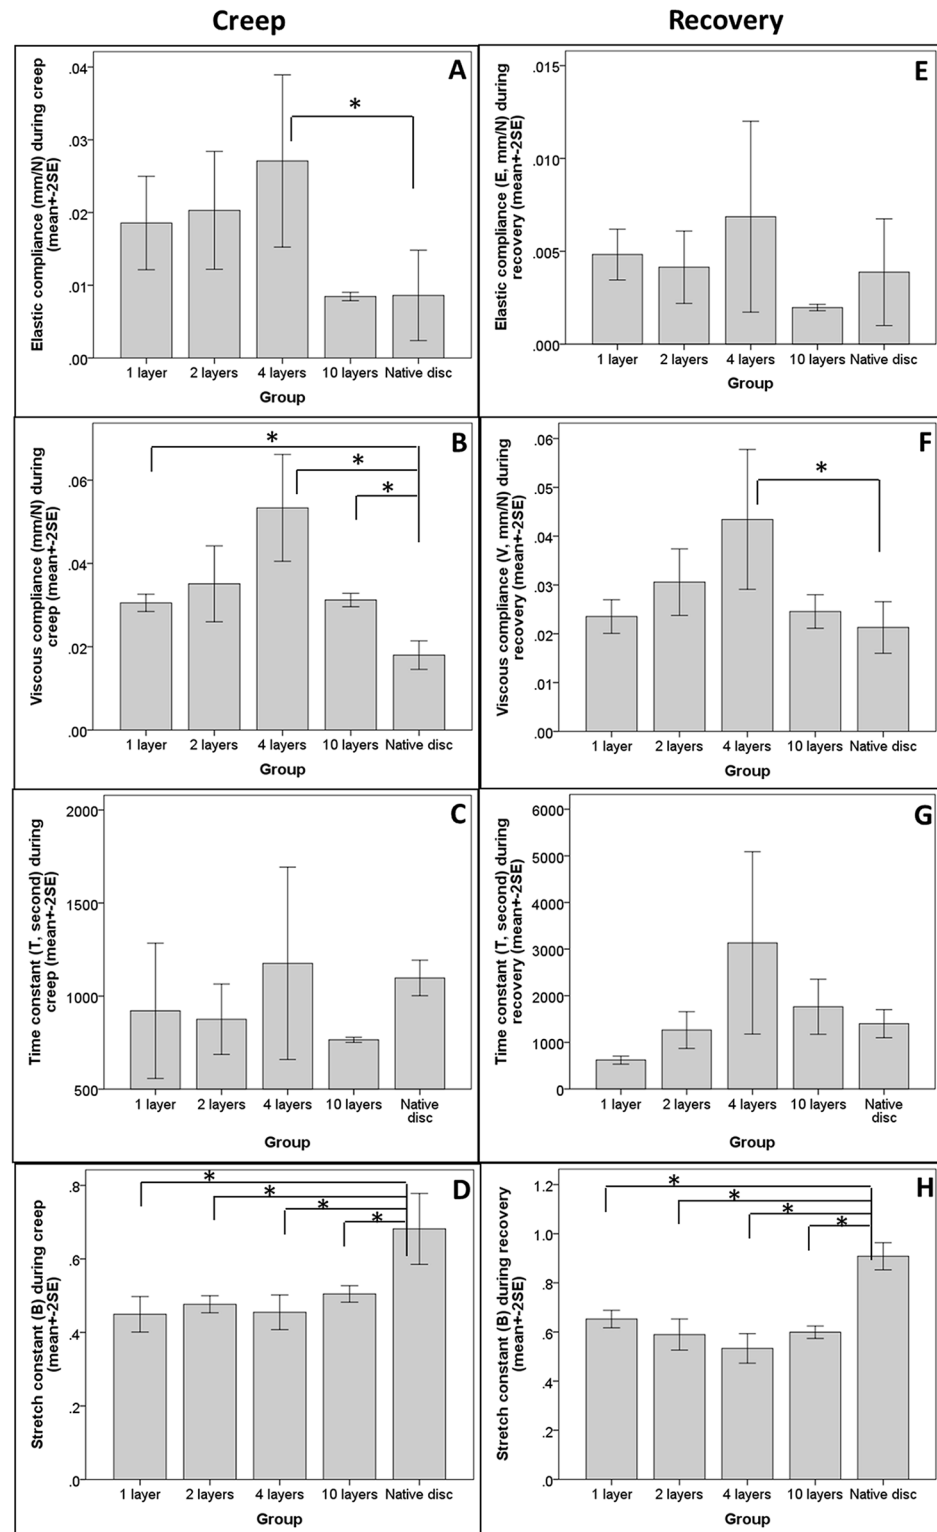 Creep
Recovery
A
Elastic compliance (mm/N) during creep
(mean+-2SE)
.04
.03
.02
.01
.00
*
1 layer 2 layers 4 layers 10 layers Native disc
Group
E
Elastic compliance (E, mm/N) during
recovery (mean+-2SE)
.015
.010
.005
.000
1 layer 2 layers 4 layers 10 layers Native disc
Group
B
Viscous compliance (mm/N) during
creep (mean+-2SE)
.06
.04
.02
.00
*
*
*
1 layer 2 layers 4 layers 10 layers Native disc
Group
F
Viscous compliance (V, mm/N) during
recovery (mean+-2SE)
.06
.05
.04
.03
.02
.01
.00
*
1 layer 2 layers 4 layers 10 layers Native disc
Group
C
Time constant (T, second) during
creep (mean+-2SE)
2000
1500
1000
500
1 layer 2 layers 4 layers 10 layers Native
disc
Group
G
Time constant (T, second) during
recovery (mean+-2SE)
6000
5000
4000
3000
2000
1000
0
1 layer 2 layers 4 layers 10 layers Native
disc
Group
D
Stretch constant (B) during creep
(mean+-2SE)
.8
.6
.4
.2
.0
*
*
*
*
1 layer 2 layers 4 layers 10 layers Native disc
Group
H
Stretch constant (B) during recovery
(mean+-2SE)
1.2
1.0
.8
.6
.4
.2
.0
*
*
*
*
1 layer 2 layers 4 layers 10 layers Native disc
Group